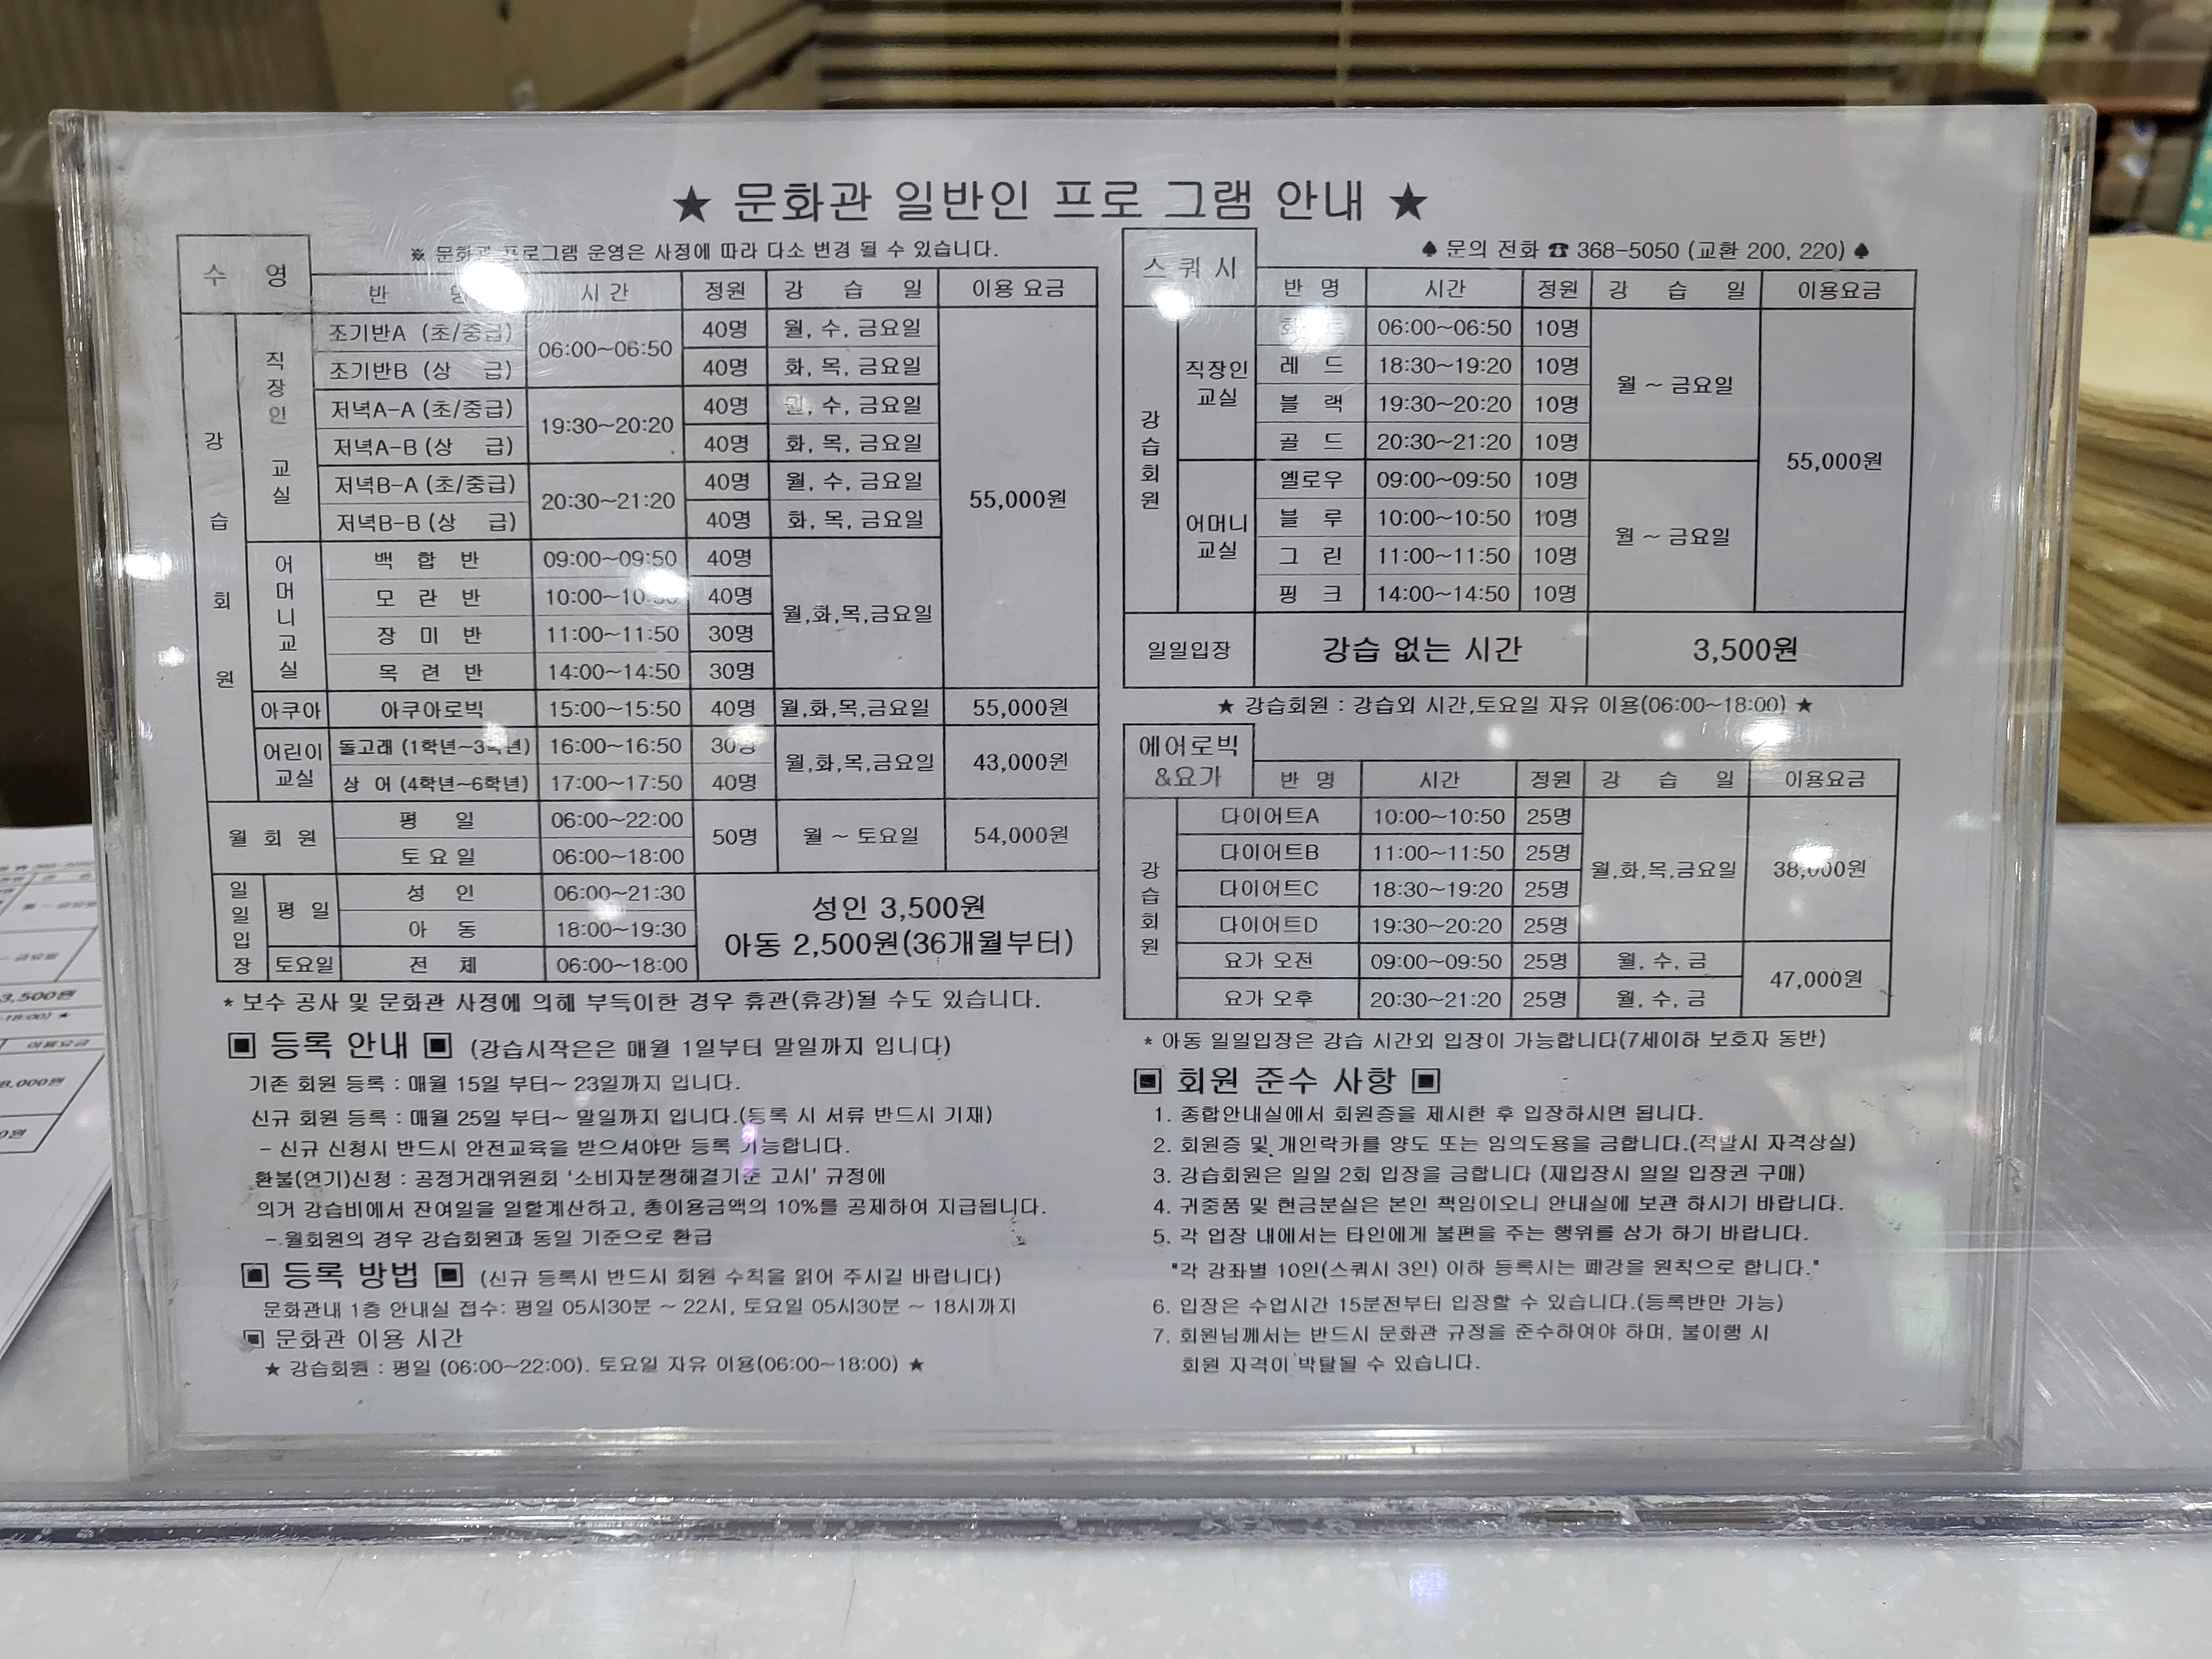 ★ 문화관 일반인 프로 그램 안내 ★
수 영
※ 문화관 프로그램 운영은 사정에 따라 다소 변경 될 수 있습니다.
반 시 간 정원 강 습 일 이용 요금
강 습 회 원
직장인 교실
조기반A (초/중급) 06:00~06:50 40명 월, 수, 금요일 55,000원
조기반B (상 급) 40명 화, 목, 금요일
저녁A-A (초/중급) 19:30~20:20 40명 월, 수, 금요일
저녁A-B (상 급) 40명 화, 목, 금요일
저녁B-A (초/중급) 20:30~21:20 40명 월, 수, 금요일
저녁B-B (상 급) 40명 화, 목, 금요일
어머니교실
백 합 반 09:00~09:50 40명 월,화,목,금요일
모 란 반 40명
장 미 반 11:00~11:50 30명
목 련 반 14:00~14:50 30명
아쿠아 아쿠아로빅 15:00~15:50 40명 월,화,목,금요일 55,000원
어린이 교실
돌고래 (1학년~3학년) 16:00~16:50 30명 월,화,목,금요일 43,000원
상 어 (4학년~6학년) 17:00~17:50 40명
월 회 원 평 일 06:00~22:00 50명 월 ~ 토요일 54,000원
토 요 일 06:00~18:00
일일입장
평 일 성 인 06:00~21:30
아 동 18:00~19:30
토요일 전 체 06:00~18:00
성인 3,500원
아동 2,500원(36개월부터)
* 보수 공사 및 문화관 사정에 의해 부득이한 경우 휴관(휴강)될 수도 있습니다.
▣ 등록 안내 ▣ (강습시작은은 매월 1일부터 말일까지 입니다)
기존 회원 등록 : 매월 15일 부터~ 23일까지 입니다.
신규 회원 등록 : 매월 25일 부터~ 말일까지 입니다.(등록 시 서류 반드시 기재)
- 신규 신청시 반드시 안전교육을 받으셔야만 등록 가능합니다.
환불(연기)신청 : 공정거래위원회 '소비자분쟁해결기준 고시' 규정에
의거 강습비에서 잔여일을 일할계산하고, 총이용금액의 10%를 공제하여 지급됩니다.
- 월회원의 경우 강습회원과 동일 기준으로 환급
▣ 등록 방법 ▣ (신규 등록시 반드시 회원 수칙을 읽어 주시길 바랍니다)
문화관내 1층 안내실 접수: 평일 05시30분 ~ 22시, 토요일 05시30분 ~ 18시까지
▣ 문화관 이용 시간
★ 강습회원 : 평일 (06:00~22:00). 토요일 자유 이용(06:00~18:00) ★
스 쿼 시
♠ 문의 전화 ☎ 368-5050 (교환 200, 220) ♠
반 명 시간 정원 강 습 일 이용요금
강습회원
직장인 교실
06:00~06:50 10명 월 ~ 금요일 55,000원
레 드 18:30~19:20 10명
블 랙 19:30~20:20 10명
골 드 20:30~21:20 10명
어머니 교실
옐로우 09:00~09:50 10명 월 ~ 금요일
블 루 10:00~10:50 10명
그 린 11:00~11:50 10명
핑 크 14:00~14:50 10명
일일입장 강습 없는 시간 3,500원
★ 강습회원 : 강습외 시간,토요일 자유 이용(06:00~18:00) ★
에어로빅
&요가
반 명 시간 정원 강 습 일 이용요금
강습회원
다이어트A 10:00~10:50 25명 월,화,목,금요일 38,000원
다이어트B 11:00~11:50 25명
다이어트C 18:30~19:20 25명
다이어트D 19:30~20:20 25명
요가 오전 09:00~09:50 25명 월, 수, 금 47,000원
요가 오후 20:30~21:20 25명 월, 수, 금
* 아동 일일입장은 강습 시간외 입장이 가능합니다(7세이하 보호자 동반)
▣ 회원 준수 사항 ▣
1. 종합안내실에서 회원증을 제시한 후 입장하시면 됩니다.
2. 회원증 및 개인락카를 양도 또는 임의도용을 금합니다.(적발시 자격상실)
3. 강습회원은 일일 2회 입장을 금합니다 (재입장시 일일 입장권 구매)
4. 귀중품 및 현금분실은 본인 책임이오니 안내실에 보관 하시기 바랍니다.
5. 각 업장 내에서는 타인에게 불편을 주는 행위를 삼가 하기 바랍니다.
"각 강좌별 10인(스쿼시 3인) 이하 등록시는 폐강을 원칙으로 합니다."
6. 입장은 수업시간 15분전부터 입장할 수 있습니다.(등록반만 가능)
7. 회원님께서는 반드시 문화관 규정을 준수하여야 하며, 불이행 시
회원 자격이 박탈될 수 있습니다.